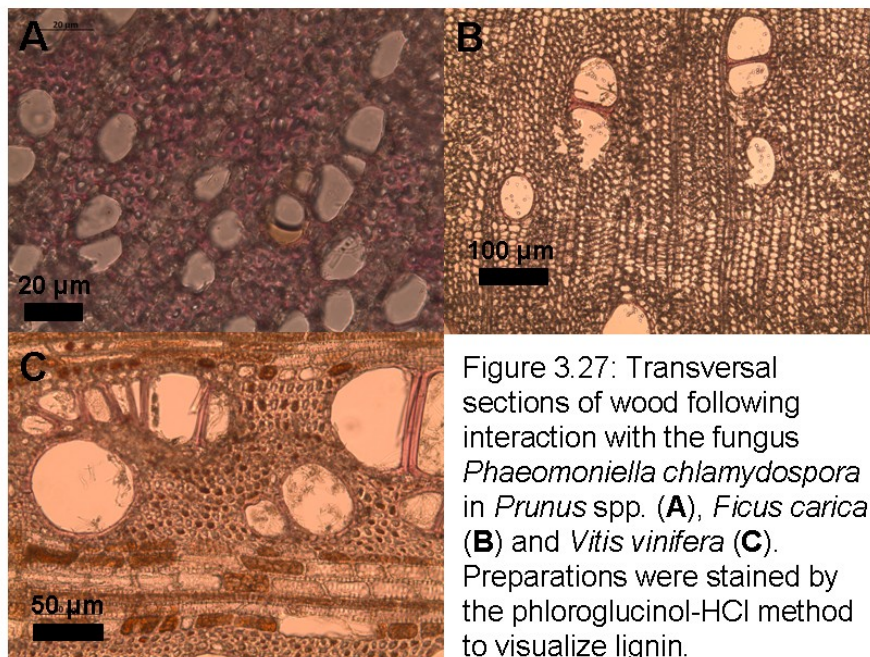 A
20 µm
20 µm
B
100 µm
C
50 µm
Figure 3.27: Transversal
sections of wood following
interaction with the fungus
Phaeomoniella chlamydospora
in Prunus spp. (A), Ficus carica
(B) and Vitis vinifera (C).
Preparations were stained by
the phloroglucinol-HCl method
to visualize lignin.